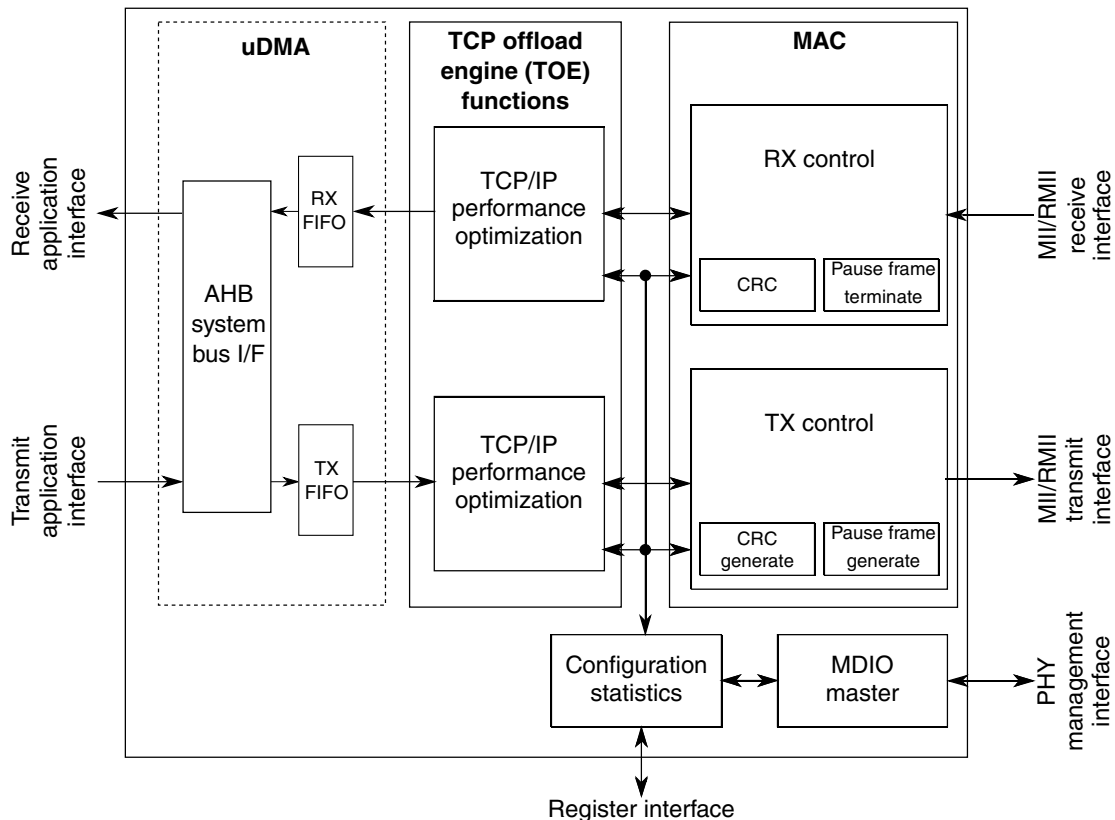 uDMA
TCP offload
engine (TOE)
functions
MAC
Receive
application
interface
AHB
system
bus I/F
RX
FIFO
TCP/IP
performance
optimization
RX control
CRC
Pause frame
terminate
MII/RMII
receive
interface
Transmit
application
interface
TX
FIFO
TCP/IP
performance
optimization
TX control
CRC
generate
Pause frame
generate
MII/RMII
transmit
interface
Configuration
statistics
MDIO
master
PHY
management
interface
Register interface